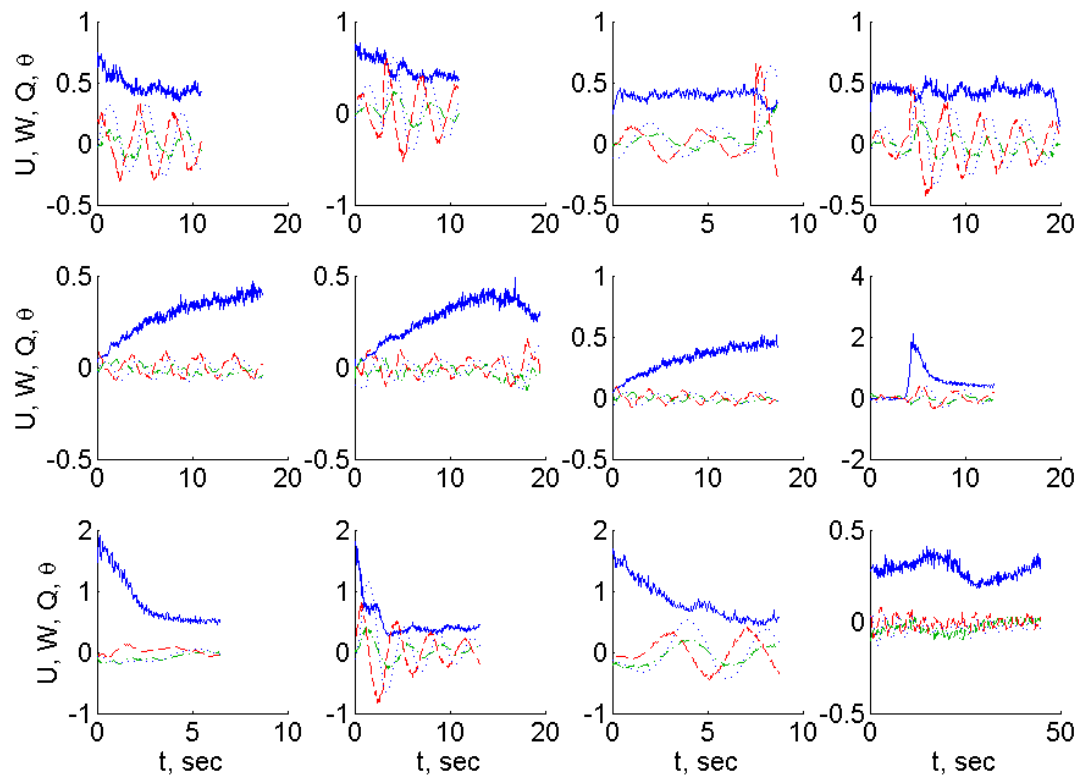 1 1 1 1
U, W, Q, θ
0.5 0.5 0.5
0 0 0 0
-0.5 -1 -0.5 -0.5
0 10 20 0 10 20 0 5 10 0 10 20
0.5 0.5 1 4
0.5 2
0 0 0 0
-0.5 -0.5 -0.5 -2
0 10 20 0 10 20 0 10 20 0 10 20
2 2 2 0.5
U, W, Q, θ
1 1 1
0 0 0 0
-1 -1 -1 -0.5
0 5 10 0 10 20 0 5 10 0 50
t, sec t, sec t, sec t, sec